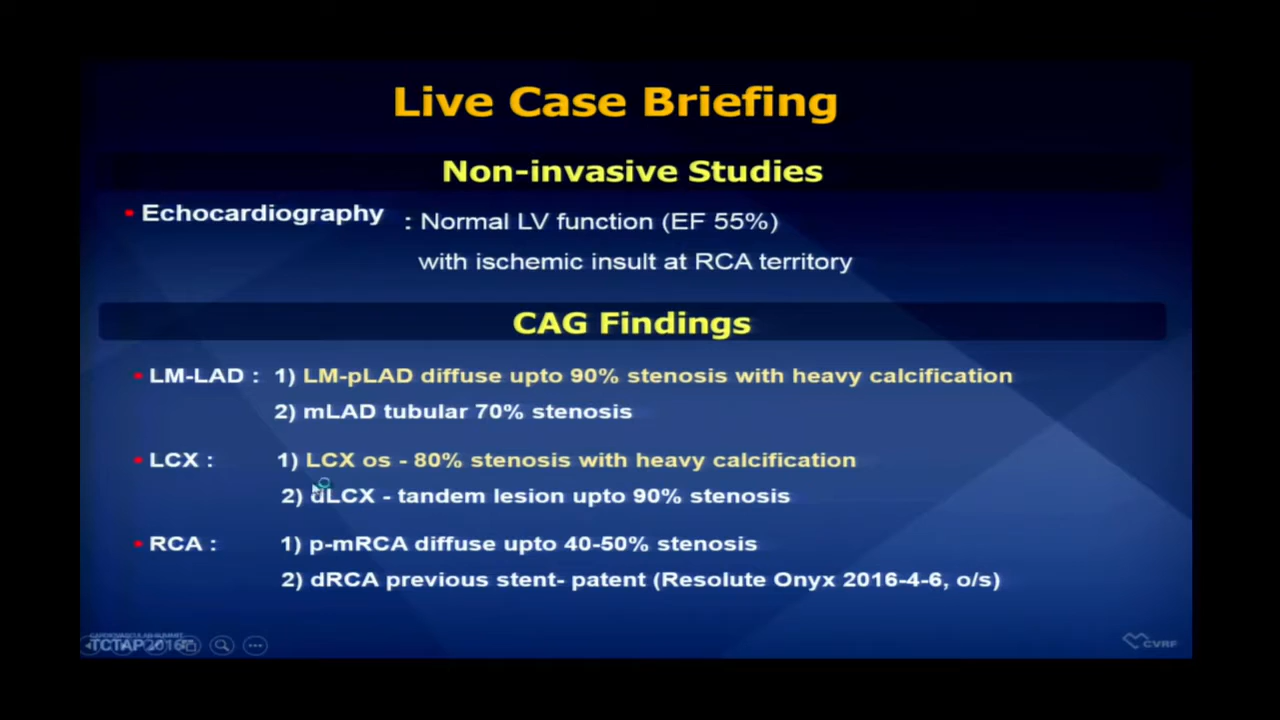 Live Case Briefing
Non-invasive Studies
• Echocardiography : Normal LV function (EF 55%)
with ischemic insult at RCA territory
CAG Findings
• LM-LAD : 1) LM-pLAD diffuse upto 90% stenosis with heavy calcification
2) mLAD tubular 70% stenosis
• LCX : 1) LCX os - 80% stenosis with heavy calcification
2) dLCX - tandem lesion upto 90% stenosis
• RCA : 1) p-mRCA diffuse upto 40-50% stenosis
2) dRCA previous stent- patent (Resolute Onyx 2016-4-6, o/s)
CARDIOVASCULAR SUMMIT
TCTAP2016
CVRF